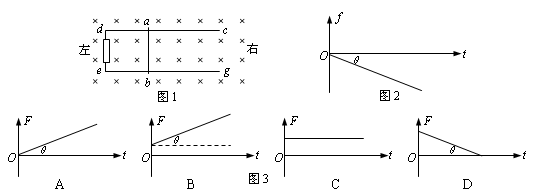 d a c
左 右
e b g
图1
f
O θ t
图2
F F F F
O θ t O θ t O t O θ t
A B 图3 C D